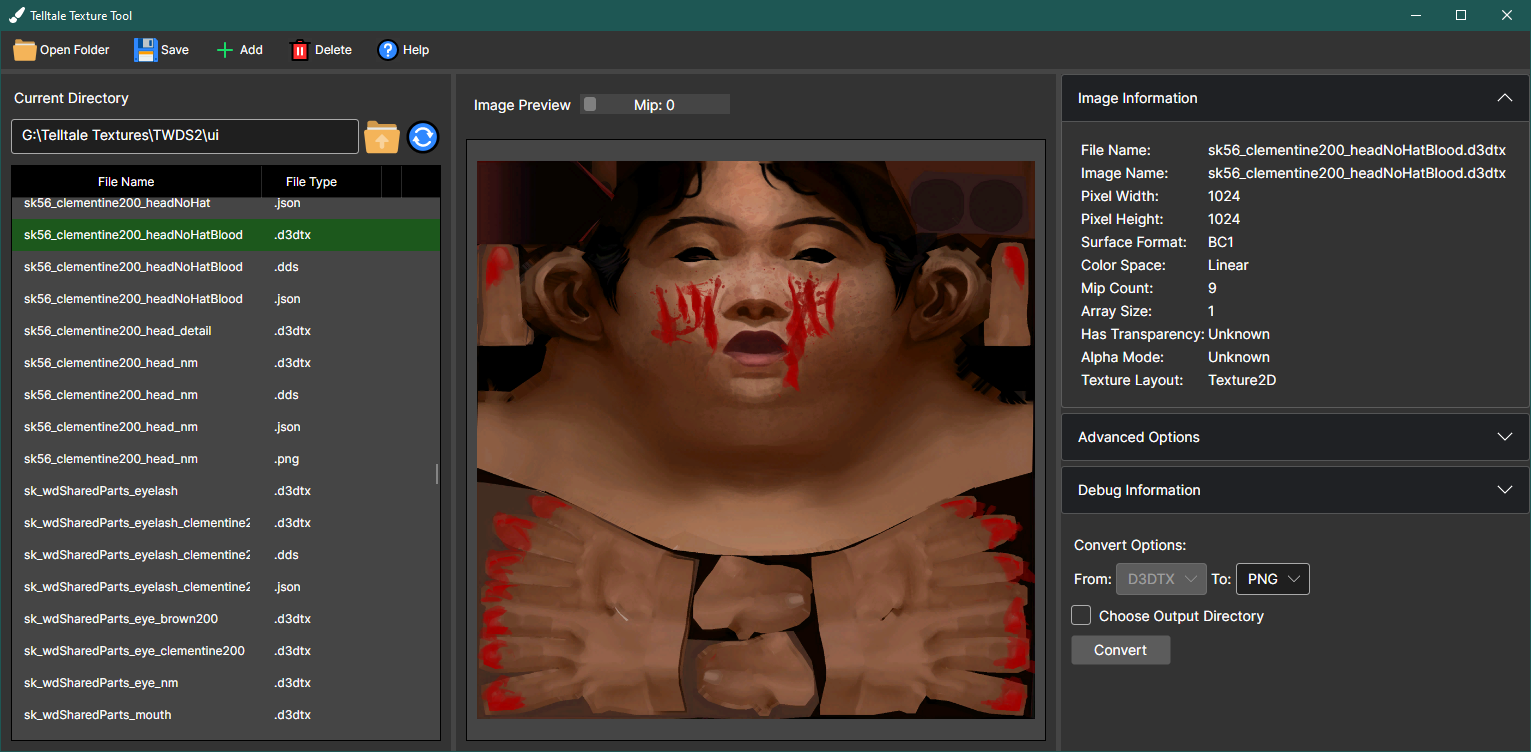 Telltale Texture Tool
Open Folder Save Add Delete Help
Current Directory
G:\Telltale Textures\TWDS2\ui
File Name File Type
sk56_clementine200_headNoHat .json
sk56_clementine200_headNoHatBlood .d3dtx
sk56_clementine200_headNoHatBlood .dds
sk56_clementine200_headNoHatBlood .json
sk56_clementine200_head_detail .d3dtx
sk56_clementine200_head_nm .d3dtx
sk56_clementine200_head_nm .dds
sk56_clementine200_head_nm .json
sk56_clementine200_head_nm .png
sk_wdSharedParts_eyelash .d3dtx
sk_wdSharedParts_eyelash_clementine2 .d3dtx
sk_wdSharedParts_eyelash_clementine2 .dds
sk_wdSharedParts_eyelash_clementine2 .json
sk_wdSharedParts_eye_brown200 .d3dtx
sk_wdSharedParts_eye_clementine200 .d3dtx
sk_wdSharedParts_eye_nm .d3dtx
sk_wdSharedParts_mouth .d3dtx
Image Preview Mip: 0
Image Information
File Name: sk56_clementine200_headNoHatBlood.d3dtx
Image Name: sk56_clementine200_headNoHatBlood.d3dtx
Pixel Width: 1024
Pixel Height: 1024
Surface Format: BC1
Color Space: Linear
Mip Count: 9
Array Size: 1
Has Transparency: Unknown
Alpha Mode: Unknown
Texture Layout: Texture2D
Advanced Options
Debug Information
Convert Options:
From: D3DTX To: PNG
Choose Output Directory
Convert